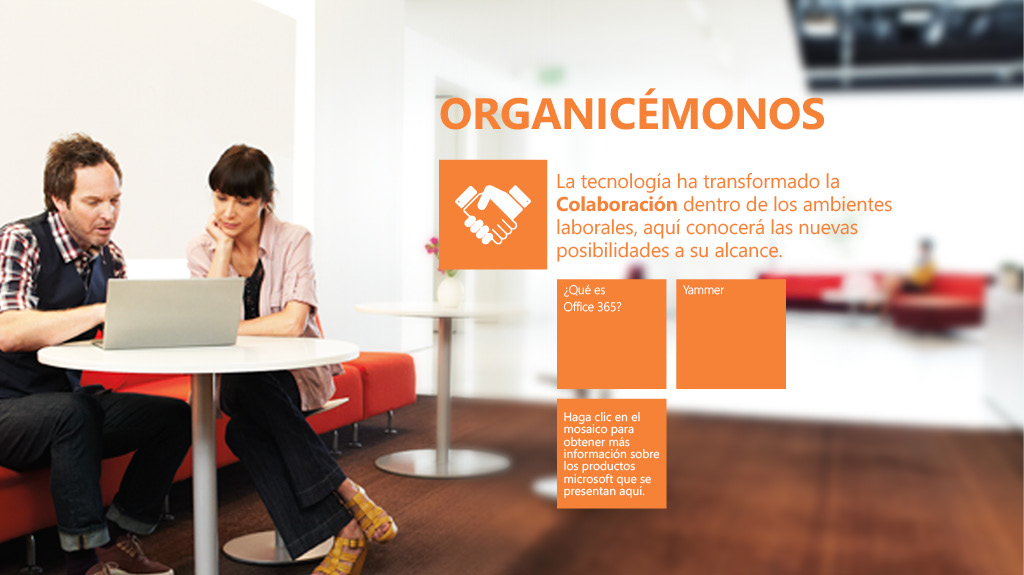 ORGANICÉMONOS
La tecnología ha transformado la
Colaboración dentro de los ambientes
laborales, aquí conocerá las nuevas
posibilidades a su alcance.
¿Qué es
Office 365?
Yammer
Haga clic en el
mosaico para
obtener más
información sobre
los productos
microsoft que se
presentan aquí.